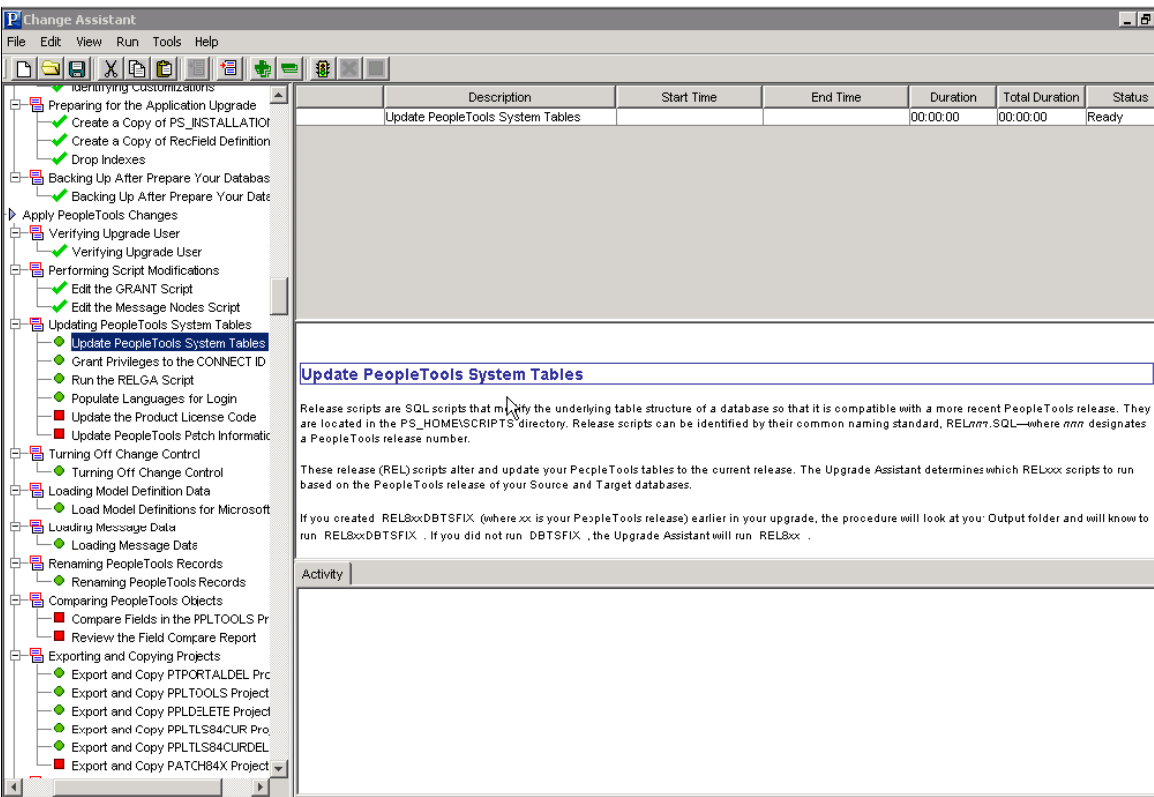 Change Assistant
File Edit View Run Tools Help
Identifying Customizations
Preparing for the Application Upgrade
Create a Copy of PS_INSTALLATION
Create a Copy of RecField Definition
Drop Indexes
Backing Up After Prepare Your Databas
Backing Up After Prepare Your Data
Apply PeopleTools Changes
Verifying Upgrade User
Verifying Upgrade User
Performing Script Modifications
Edit the GRANT Script
Edit the Message Nodes Script
Updating PeopleTools System Tables
Update PeopleTools System Tables
Grant Privileges to the CONNECT ID
Run the RELGA Script
Populate Languages for Login
Update the Product License Code
Update PeopleTools Patch Informatic
Turning Off Change Control
Turning Off Change Control
Loading Model Definition Data
Load Model Definitions for Microsoft
Loading Message Data
Loading Message Data
Renaming PeopleTools Records
Renaming PeopleTools Records
Comparing PeopleTools Objects
Compare Fields in the PPLTOOLS Pr
Review the Field Compare Report
Exporting and Copying Projects
Export and Copy PTPORTALDEL Pro
Export and Copy PPLTOOLS Project
Export and Copy PPLDELETE Project
Export and Copy PPLTLS84CUR Pro
Export and Copy PPLTLS84CURDEL
Export and Copy PATCH84X Project
Description Start Time End Time Duration Total Duration Status
Update PeopleTools System Tables 00:00:00 00:00:00 Ready
Update PeopleTools System Tables
Release scripts are SQL scripts that modify the underlying table structure of a database so that it is compatible with a more recent PeopleTools release. They
are located in the PS_HOME\SCRIPTS directory. Release scripts can be identified by their common naming standard, RELnnn.SQL—where nnn designates
a PeopleTools release number.
These release (REL) scripts alter and update your PeopleTools tables to the current release. The Upgrade Assistant determines which RELxxx scripts to run
based on the PeopleTools release of your Source and Target databases.
If you created REL8xxDBTSFIX (where xx is your PeopleTools release) earlier in your upgrade, the procedure will look at your Output folder and will know to
run REL8xxDBTSFIX . If you did not run DBTSFIX , the Upgrade Assistant will run REL8xx .
Activity